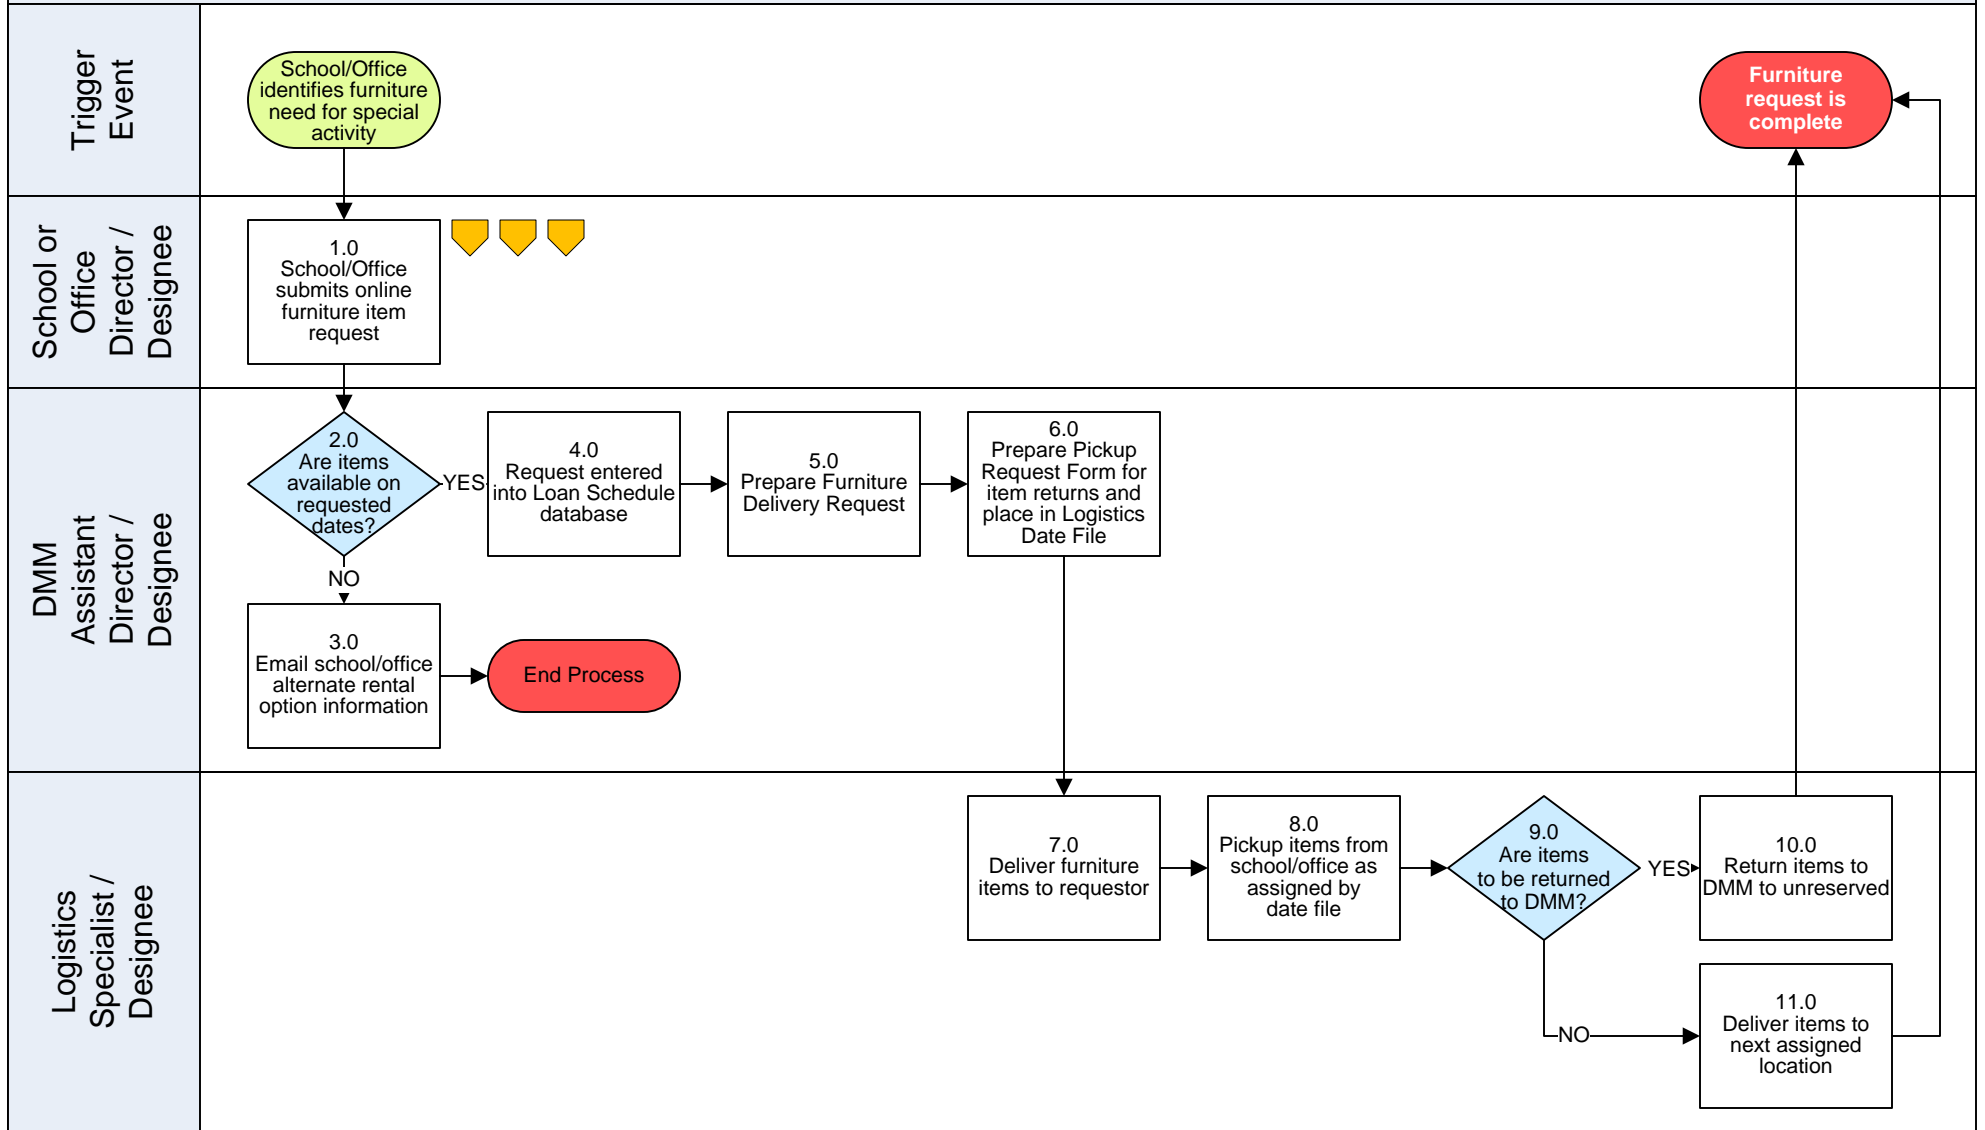 Trigger
Event
School/Office
identifies furniture
need for special
activity
Furniture
request is
complete
School or
Office
Director /
Designee
1.0
School/Office
submits online
furniture item
request
DMM
Assistant
Director /
Designee
2.0
Are items
available on
requested
dates?
YES
NO
4.0
Request entered
into Loan Schedule
database
5.0
Prepare Furniture
Delivery Request
6.0
Prepare Pickup
Request Form for
item returns and
place in Logistics
Date File
3.0
Email school/office
alternate rental
option information
End Process
Logistics
Specialist /
Designee
7.0
Deliver furniture
items to requestor
8.0
Pickup items from
school/office as
assigned by
date file
9.0
Are items
to be returned
to DMM?
YES
10.0
Return items to
DMM to unreserved
NO
11.0
Deliver items to
next assigned
location